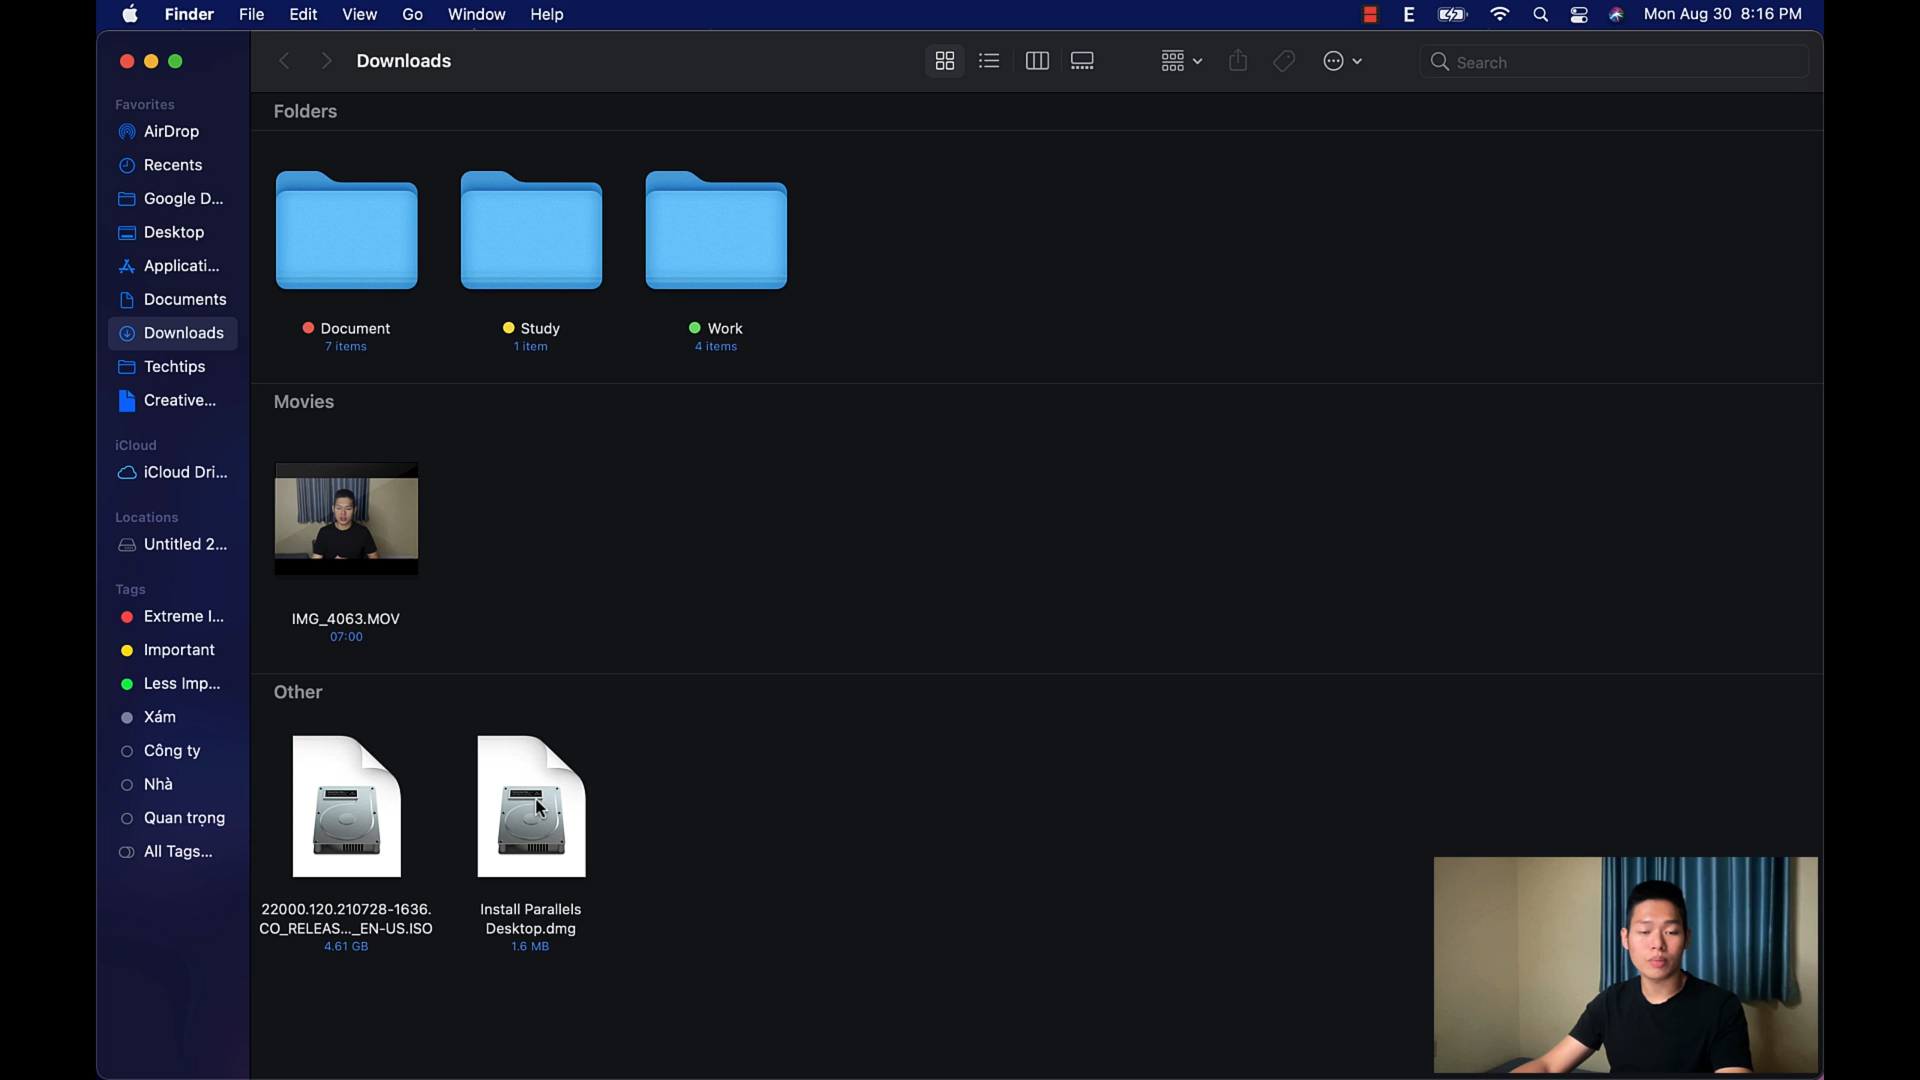 Finder File Edit View Go Window Help
E
Mon Aug 30 8:16 PM
Downloads
Search
Favorites
AirDrop
Recents
Google D...
Desktop
Applicati...
Documents
Downloads
Techtips
Creative...
iCloud
iCloud Dri...
Locations
Untitled 2...
Tags
Extreme I...
Important
Less Imp...
Xám
Công ty
Nhà
Quan trọng
All Tags...
Folders
Document
7 items
Study
1 item
Work
4 items
Movies
IMG_4063.MOV
07:00
Other
22000.120.210728-1636.
CO_RELEAS..._EN-US.ISO
4.61 GB
Install Parallels
Desktop.dmg
1.6 MB